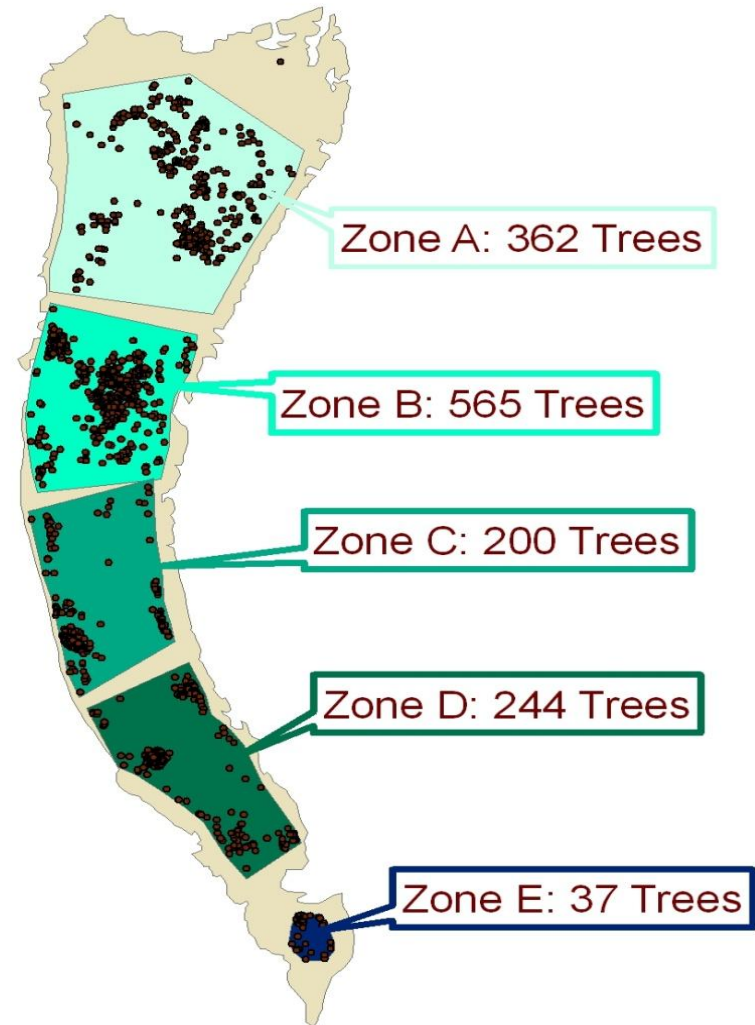 Zone A: 362 Trees
Zone B: 565 Trees
Zone C: 200 Trees
Zone D: 244 Trees
Zone E: 37 Trees